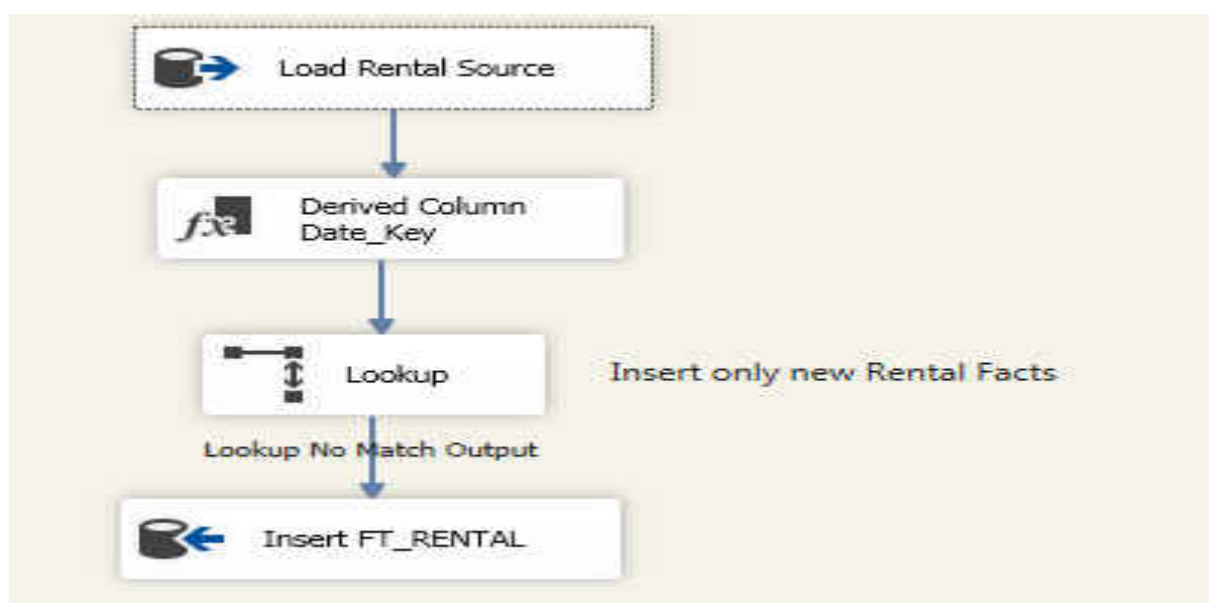 Load Rental Source
Derived Column
Date_Key
Lookup
Insert only new Rental Facts
Lookup No Match Output
Insert FT_RENTAL